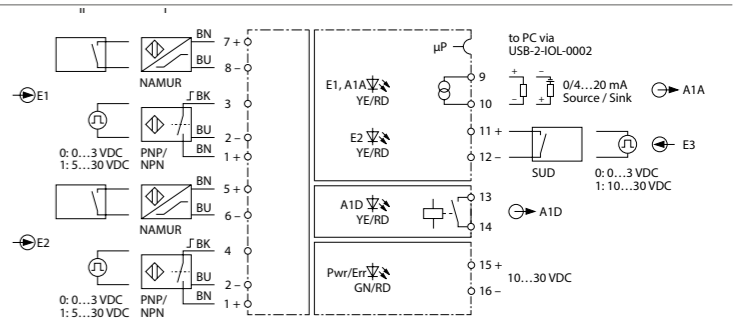 BN 7 +
BU 8 –
NAMUR
E1
BK 3
BU 2 –
BN 1 +
0: 0…3 VDC
1: 5…30 VDC
PNP/
NPN
BN 5 +
BU 6 –
NAMUR
E2
BK 4
BU 2 –
BN 1 +
0: 0…3 VDC
1: 5…30 VDC
PNP/
NPN
µP
to PC via
USB-2-IOL-0002
E1, A1A
YE/RD
9
10
+ –
– +
0/4…20 mA
Source / Sink
A1A
E2
YE/RD
11 +
12 –
SUD
E3
0: 0…3 VDC
1: 10…30 VDC
A1D
YE/RD
13
14
A1D
Pwr/Err
GN/RD
15 +
16 –
10…30 VDC